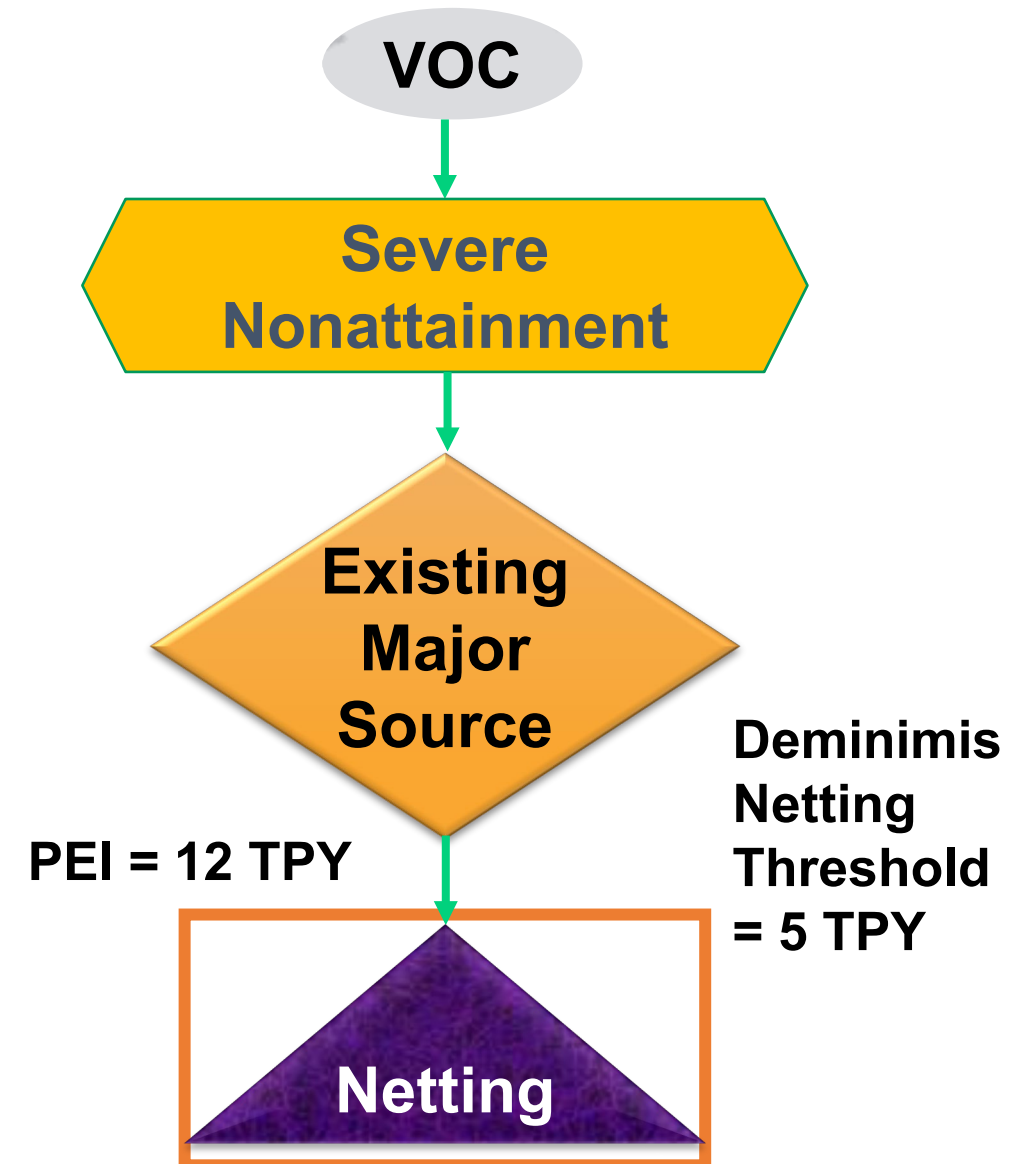 VOC
Severe
Nonattainment
Existing
Major
Source
Deminimis
Netting
Threshold
= 5 TPY
PEI = 12 TPY
Netting